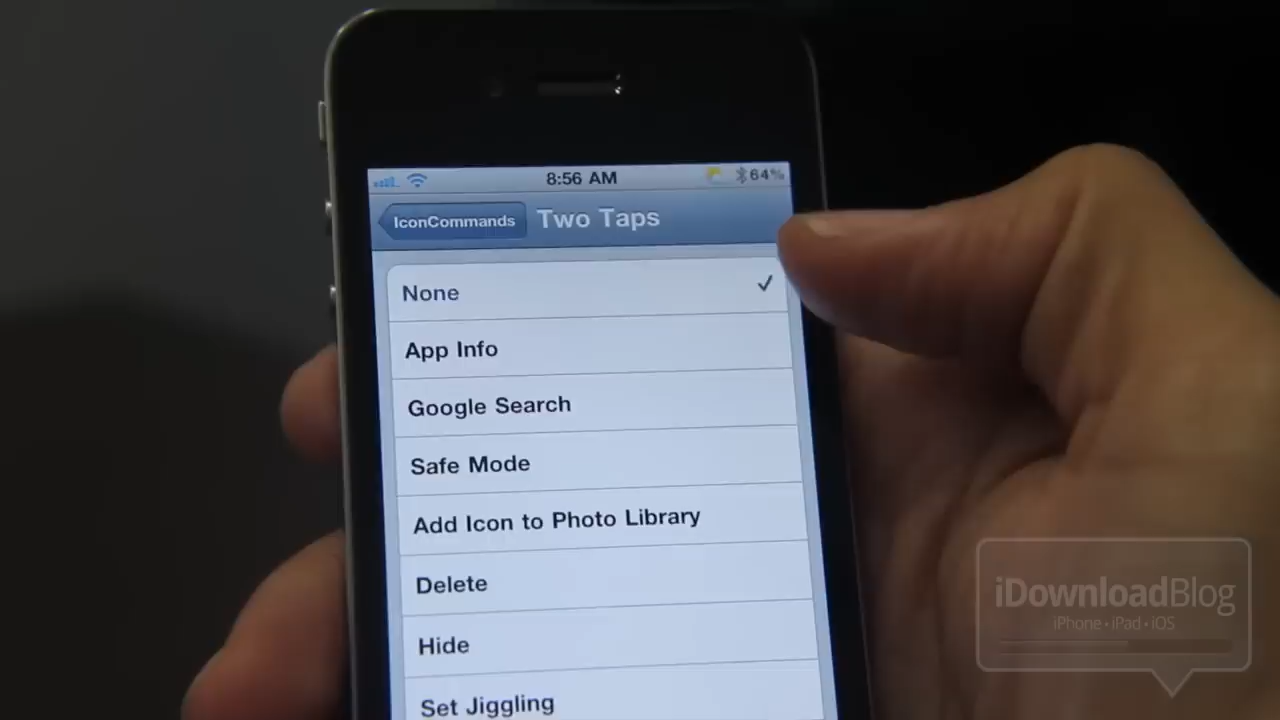 8:56 AM
64%
IconCommands
Two Taps
None
App Info
Google Search
Safe Mode
Add Icon to Photo Library
Delete
Hide
Set Jiggling
iDownloadBlog
iPhone • iPad • iOS